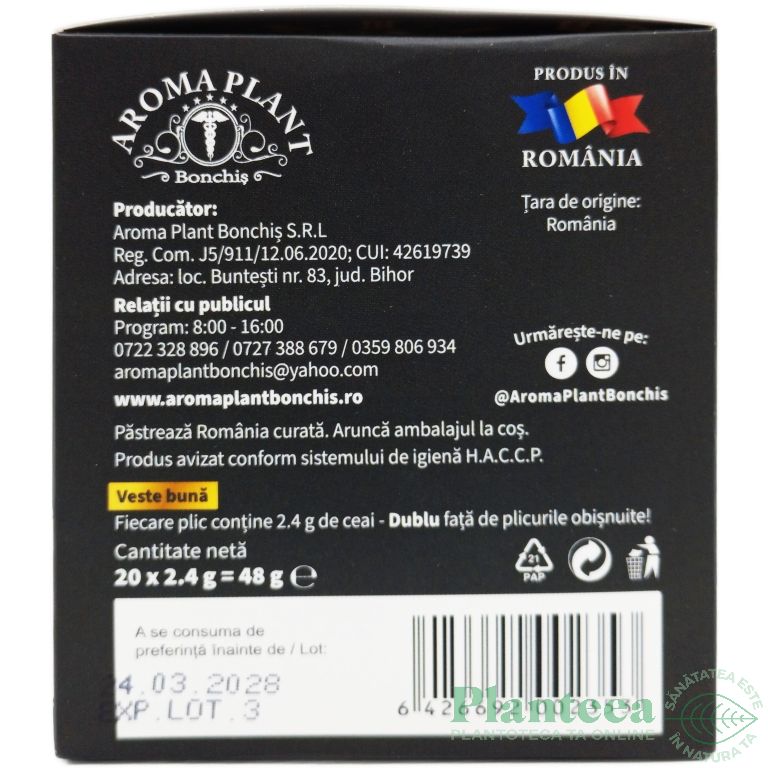 AROMA PLANT
Bonchiș
PRODUS ÎN
ROMÂNIA
Țara de origine:
România
Producător:
Aroma Plant Bonchiș S.R.L
Reg. Com. J5/911/12.06.2020; CUI: 42619739
Adresa: loc. Buntești nr. 83, jud. Bihor
Relații cu publicul
Program: 8:00 - 16:00
0722 328 896 / 0727 388 679 / 0359 806 934
aromaplantbonchis@yahoo.com
www.aromaplantbonchis.ro
Urmărește-ne pe:
@AromaPlantBonchis
Păstrează România curată. Aruncă ambalajul la coș.
Produs avizat conform sistemului de igienă H.A.C.C.P.
Veste bună
Fiecare plic conține 2.4 g de ceai - Dublu față de plicurile obișnuite!
Cantitate netă
20 x 2.4 g = 48 g ℮
21
PAP
A se consuma de
preferință înainte de / Lot:
24.03.2028
EXP.LOT.3
Planteca
PLANTOTECA TA ONLINE
SĂNĂTATEA ESTE
ÎN NATURA TA